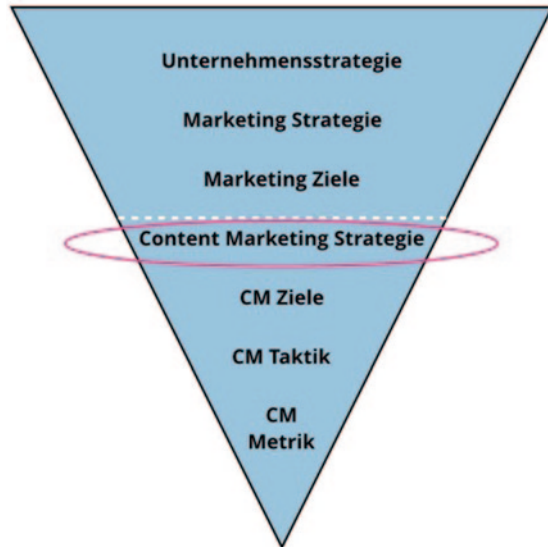 Unternehmensstrategie
Marketing Strategie
Marketing Ziele
Content Marketing Strategie
CM Ziele
CM Taktik
CM
Metrik